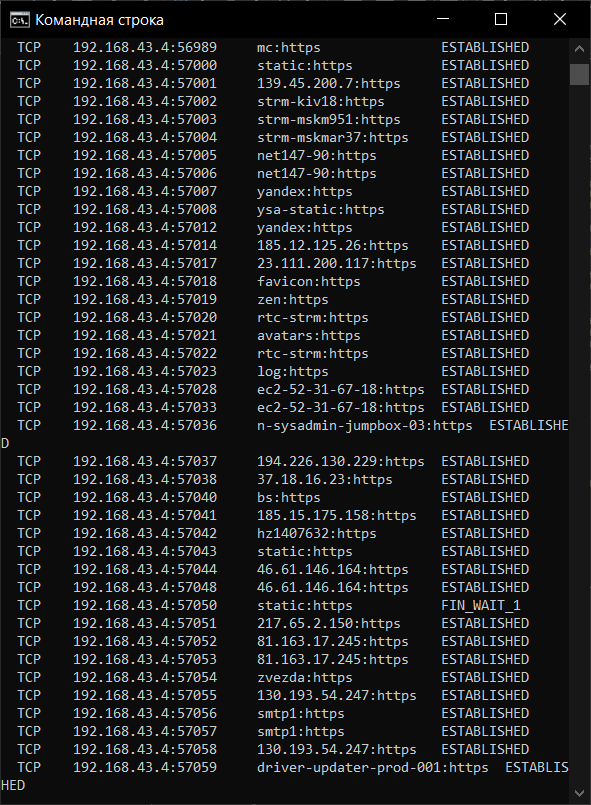 Командная строка
TCP 192.168.43.4:56989 mc:https ESTABLISHED
TCP 192.168.43.4:57000 static:https ESTABLISHED
TCP 192.168.43.4:57001 139.45.200.7:https ESTABLISHED
TCP 192.168.43.4:57002 strm-kiv18:https ESTABLISHED
TCP 192.168.43.4:57003 strm-mskm951:https ESTABLISHED
TCP 192.168.43.4:57004 strm-mskmar37:https ESTABLISHED
TCP 192.168.43.4:57005 net147-90:https ESTABLISHED
TCP 192.168.43.4:57006 net147-90:https ESTABLISHED
TCP 192.168.43.4:57007 yandex:https ESTABLISHED
TCP 192.168.43.4:57008 ysa-static:https ESTABLISHED
TCP 192.168.43.4:57012 yandex:https ESTABLISHED
TCP 192.168.43.4:57014 185.12.125.26:https ESTABLISHED
TCP 192.168.43.4:57017 23.111.200.117:https ESTABLISHED
TCP 192.168.43.4:57018 favicon:https ESTABLISHED
TCP 192.168.43.4:57019 zen:https ESTABLISHED
TCP 192.168.43.4:57020 rtc-strm:https ESTABLISHED
TCP 192.168.43.4:57021 avatars:https ESTABLISHED
TCP 192.168.43.4:57022 rtc-strm:https ESTABLISHED
TCP 192.168.43.4:57023 log:https ESTABLISHED
TCP 192.168.43.4:57028 ec2-52-31-67-18:https ESTABLISHED
TCP 192.168.43.4:57033 ec2-52-31-67-18:https ESTABLISHED
TCP 192.168.43.4:57036 n-sysadmin-jumpbox-03:https ESTABLISHE
D
TCP 192.168.43.4:57037 194.226.130.229:https ESTABLISHED
TCP 192.168.43.4:57038 37.18.16.23:https ESTABLISHED
TCP 192.168.43.4:57040 bs:https ESTABLISHED
TCP 192.168.43.4:57041 185.15.175.158:https ESTABLISHED
TCP 192.168.43.4:57042 hz1407632:https ESTABLISHED
TCP 192.168.43.4:57043 static:https ESTABLISHED
TCP 192.168.43.4:57044 46.61.146.164:https ESTABLISHED
TCP 192.168.43.4:57048 46.61.146.164:https ESTABLISHED
TCP 192.168.43.4:57050 static:https FIN_WAIT_1
TCP 192.168.43.4:57051 217.65.2.150:https ESTABLISHED
TCP 192.168.43.4:57052 81.163.17.245:https ESTABLISHED
TCP 192.168.43.4:57053 81.163.17.245:https ESTABLISHED
TCP 192.168.43.4:57054 zvezda:https ESTABLISHED
TCP 192.168.43.4:57055 130.193.54.247:https ESTABLISHED
TCP 192.168.43.4:57056 smtp1:https ESTABLISHED
TCP 192.168.43.4:57057 smtp1:https ESTABLISHED
TCP 192.168.43.4:57058 130.193.54.247:https ESTABLISHED
TCP 192.168.43.4:57059 driver-updater-prod-001:https ESTABLIS
HED